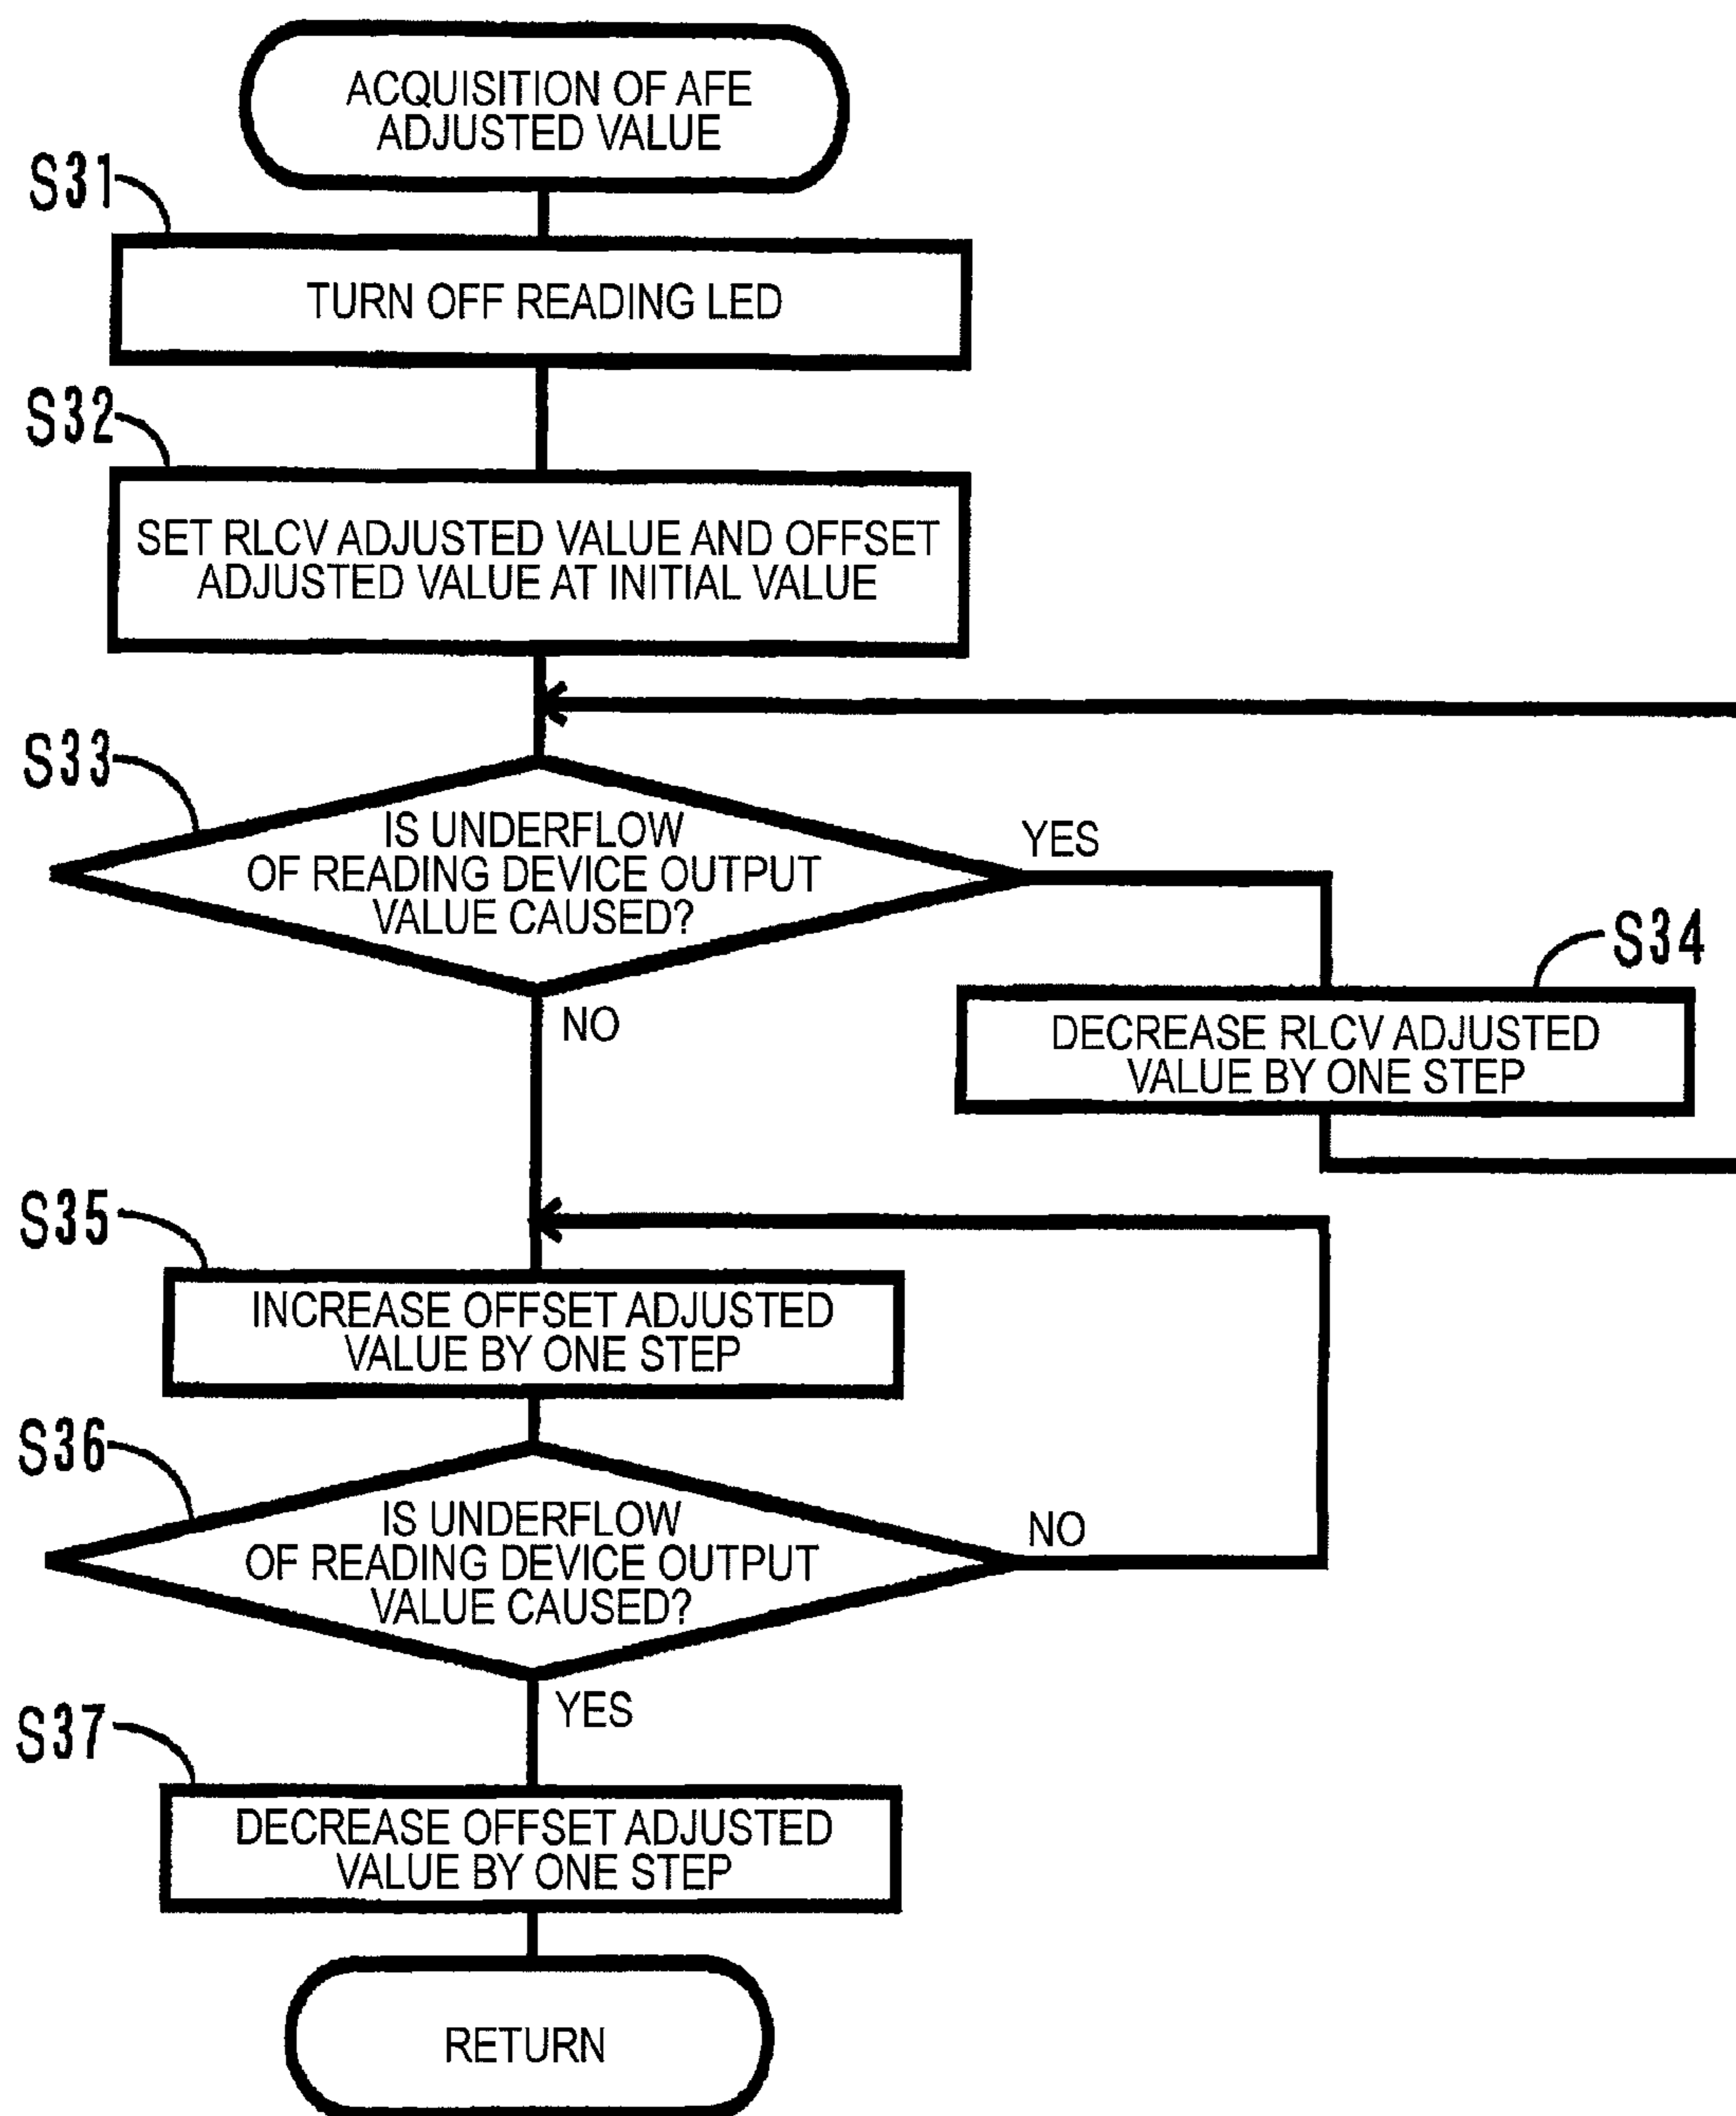 ACQUISITION OF AFE
ADJUSTED VALUE
S31
TURN OFF READING LED
S32
SET RLCV ADJUSTED VALUE AND OFFSET
ADJUSTED VALUE AT INITIAL VALUE
S33
IS UNDERFLOW
OF READING DEVICE OUTPUT
VALUE CAUSED?
YES
NO
S34
DECREASE RLCV ADJUSTED
VALUE BY ONE STEP
S35
INCREASE OFFSET ADJUSTED
VALUE BY ONE STEP
S36
IS UNDERFLOW
OF READING DEVICE OUTPUT
VALUE CAUSED?
NO
YES
S37
DECREASE OFFSET ADJUSTED
VALUE BY ONE STEP
RETURN